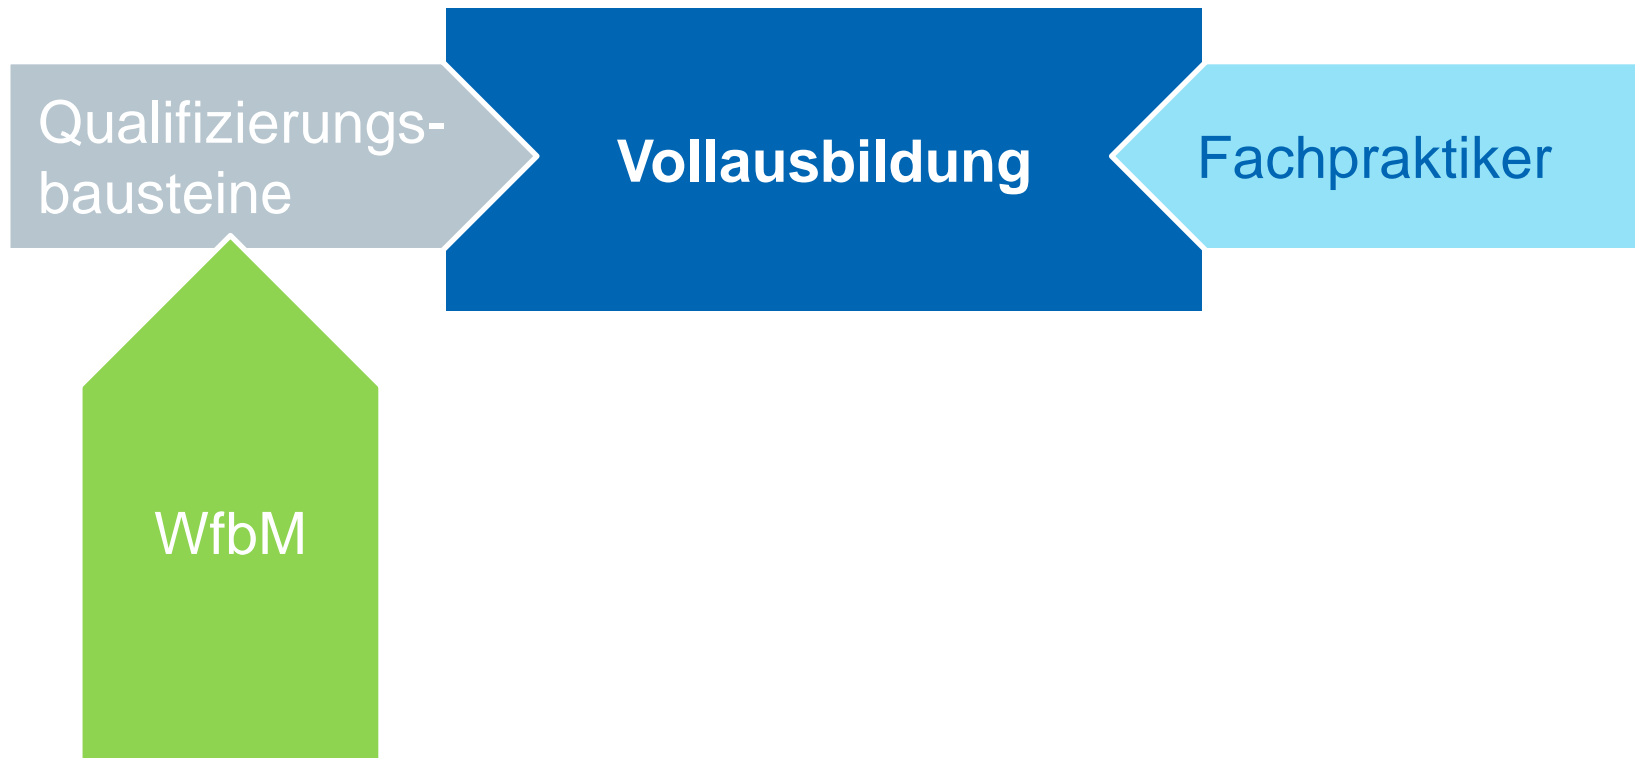 Qualifizierungs-
bausteine
Vollausbildung
Fachpraktiker
WfbM